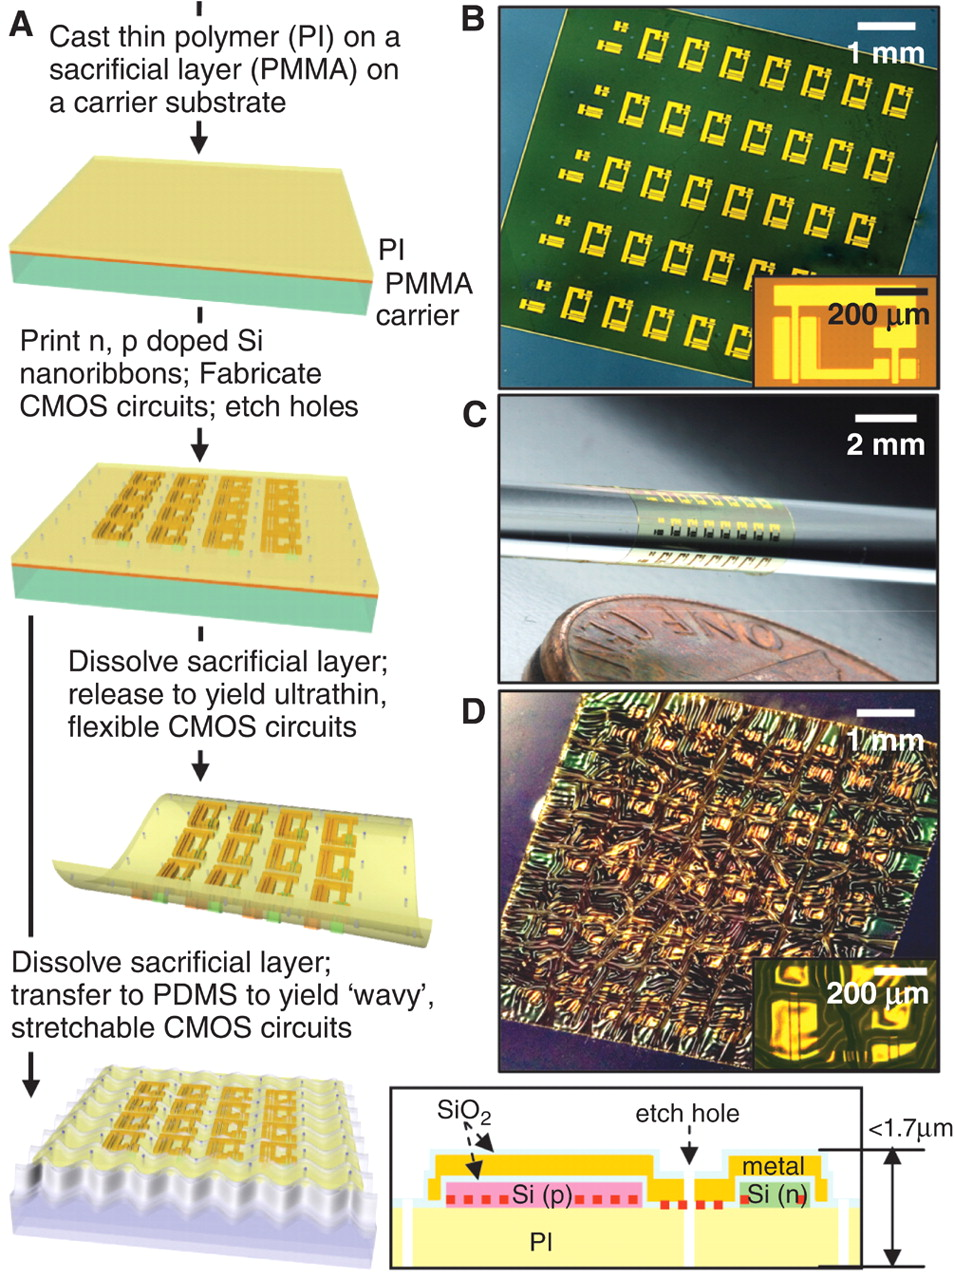 A
Cast thin polymer (PI) on a
sacrificial layer (PMMA) on
a carrier substrate
PI
PMMA
carrier
Print n, p doped Si
nanoribbons; Fabricate
CMOS circuits; etch holes
Dissolve sacrificial layer;
release to yield ultrathin,
flexible CMOS circuits
Dissolve sacrificial layer;
transfer to PDMS to yield ‘wavy’,
stretchable CMOS circuits
B
1 mm
200 μm
C
2 mm
ONE CE
D
1 mm
200 μm
SiO2
etch hole
<1.7μm
metal
Si (p)
Si (n)
PI